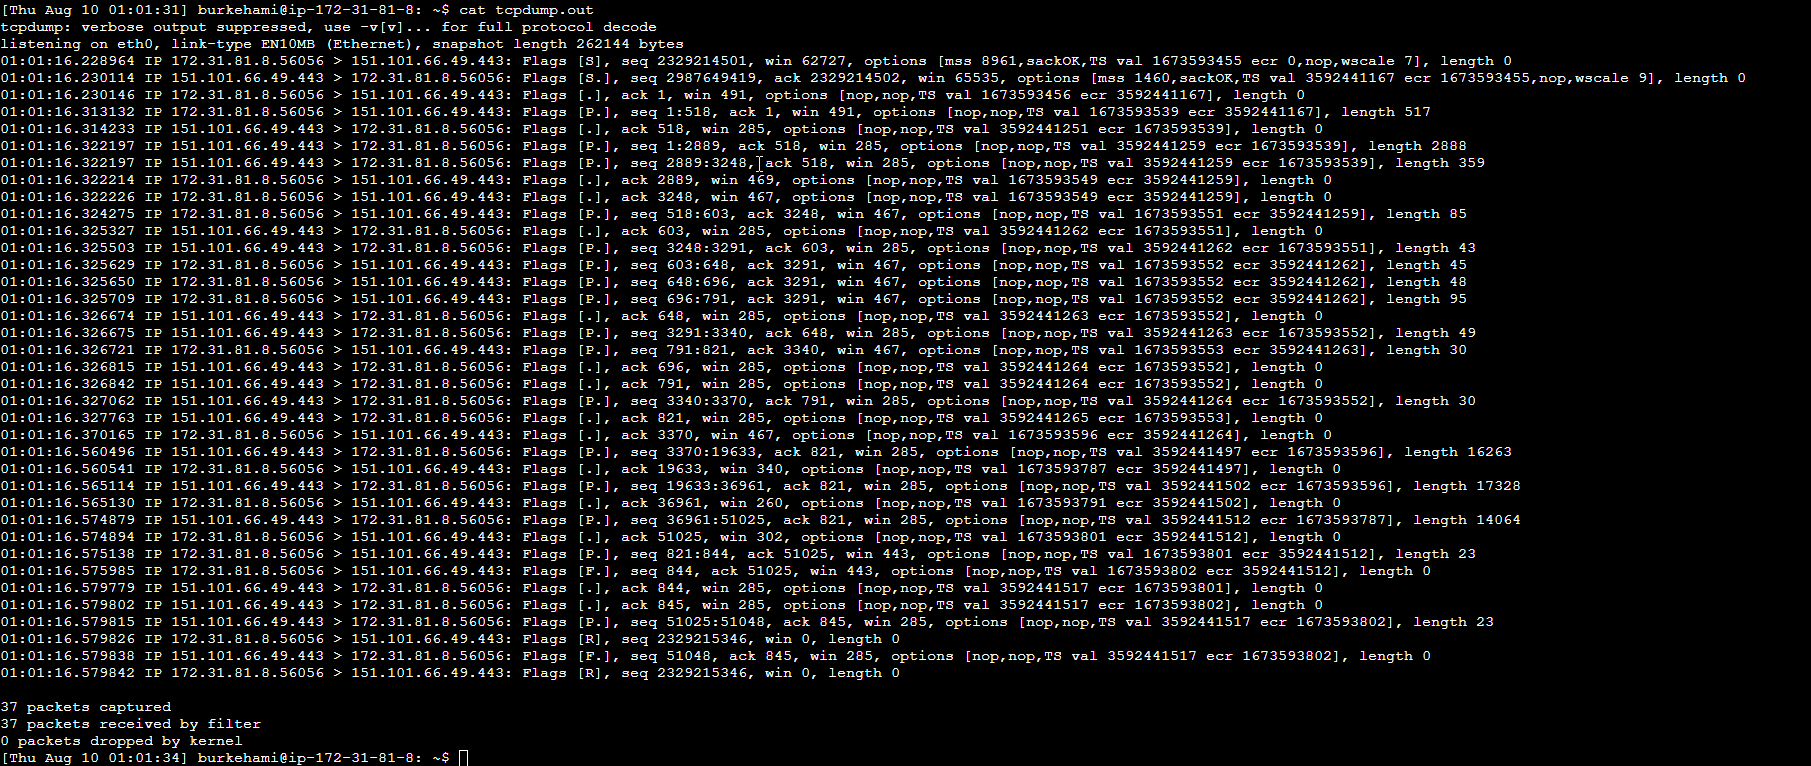 [Thu Aug 10 01:01:31] burkehami@ip-172-31-81-8: ~$ cat tcpdump.out
tcpdump: verbose output suppressed, use -v[v]... for full protocol decode
listening on eth0, link-type EN10MB (Ethernet), snapshot length 262144 bytes
01:01:16.228964 IP 172.31.81.8.56056 > 151.101.66.49.443: Flags [S], seq 2329214501, win 62727, options [mss 8961,sackOK,TS val 1673593455 ecr 0,nop,wscale 7], length 0
01:01:16.230114 IP 151.101.66.49.443 > 172.31.81.8.56056: Flags [S.], seq 2987649419, ack 2329214502, win 65535, options [mss 1460,sackOK,TS val 3592441167 ecr 1673593455,nop,wscale 9], length 0
01:01:16.230146 IP 172.31.81.8.56056 > 151.101.66.49.443: Flags [.], ack 1, win 491, options [nop,nop,TS val 1673593456 ecr 3592441167], length 0
01:01:16.313132 IP 172.31.81.8.56056 > 151.101.66.49.443: Flags [P.], seq 1:518, ack 1, win 491, options [nop,nop,TS val 1673593539 ecr 3592441167], length 517
01:01:16.314233 IP 151.101.66.49.443 > 172.31.81.8.56056: Flags [.], ack 518, win 285, options [nop,nop,TS val 3592441251 ecr 1673593539], length 0
01:01:16.322197 IP 151.101.66.49.443 > 172.31.81.8.56056: Flags [P.], seq 1:2889, ack 518, win 285, options [nop,nop,TS val 3592441259 ecr 1673593539], length 2888
01:01:16.322197 IP 151.101.66.49.443 > 172.31.81.8.56056: Flags [P.], seq 2889:3248, ack 518, win 285, options [nop,nop,TS val 3592441259 ecr 1673593539], length 359
01:01:16.322214 IP 172.31.81.8.56056 > 151.101.66.49.443: Flags [.], ack 2889, win 469, options [nop,nop,TS val 1673593549 ecr 3592441259], length 0
01:01:16.322226 IP 172.31.81.8.56056 > 151.101.66.49.443: Flags [.], ack 3248, win 467, options [nop,nop,TS val 1673593549 ecr 3592441259], length 0
01:01:16.324275 IP 172.31.81.8.56056 > 151.101.66.49.443: Flags [P.], seq 518:603, ack 3248, win 467, options [nop,nop,TS val 1673593551 ecr 3592441259], length 85
01:01:16.325327 IP 151.101.66.49.443 > 172.31.81.8.56056: Flags [.], ack 603, win 285, options [nop,nop,TS val 3592441262 ecr 1673593551], length 0
01:01:16.325503 IP 151.101.66.49.443 > 172.31.81.8.56056: Flags [P.], seq 3248:3291, ack 603, win 285, options [nop,nop,TS val 3592441262 ecr 1673593551], length 43
01:01:16.325629 IP 172.31.81.8.56056 > 151.101.66.49.443: Flags [P.], seq 603:648, ack 3291, win 467, options [nop,nop,TS val 1673593552 ecr 3592441262], length 45
01:01:16.325650 IP 172.31.81.8.56056 > 151.101.66.49.443: Flags [P.], seq 648:696, ack 3291, win 467, options [nop,nop,TS val 1673593552 ecr 3592441262], length 48
01:01:16.325709 IP 172.31.81.8.56056 > 151.101.66.49.443: Flags [P.], seq 696:791, ack 3291, win 467, options [nop,nop,TS val 1673593552 ecr 3592441262], length 95
01:01:16.326674 IP 151.101.66.49.443 > 172.31.81.8.56056: Flags [.], ack 648, win 285, options [nop,nop,TS val 3592441263 ecr 1673593552], length 0
01:01:16.326675 IP 151.101.66.49.443 > 172.31.81.8.56056: Flags [P.], seq 3291:3340, ack 648, win 285, options [nop,nop,TS val 3592441263 ecr 1673593552], length 49
01:01:16.326721 IP 172.31.81.8.56056 > 151.101.66.49.443: Flags [P.], seq 791:821, ack 3340, win 467, options [nop,nop,TS val 1673593553 ecr 3592441263], length 30
01:01:16.326815 IP 151.101.66.49.443 > 172.31.81.8.56056: Flags [.], ack 696, win 285, options [nop,nop,TS val 3592441264 ecr 1673593552], length 0
01:01:16.326842 IP 151.101.66.49.443 > 172.31.81.8.56056: Flags [.], ack 791, win 285, options [nop,nop,TS val 3592441264 ecr 1673593552], length 0
01:01:16.327062 IP 151.101.66.49.443 > 172.31.81.8.56056: Flags [P.], seq 3340:3370, ack 791, win 285, options [nop,nop,TS val 3592441264 ecr 1673593552], length 30
01:01:16.327763 IP 151.101.66.49.443 > 172.31.81.8.56056: Flags [.], ack 821, win 285, options [nop,nop,TS val 3592441265 ecr 1673593553], length 0
01:01:16.370165 IP 172.31.81.8.56056 > 151.101.66.49.443: Flags [.], ack 3370, win 467, options [nop,nop,TS val 1673593596 ecr 3592441264], length 0
01:01:16.560496 IP 151.101.66.49.443 > 172.31.81.8.56056: Flags [P.], seq 3370:19633, ack 821, win 285, options [nop,nop,TS val 3592441497 ecr 1673593596], length 16263
01:01:16.560541 IP 172.31.81.8.56056 > 151.101.66.49.443: Flags [.], ack 19633, win 340, options [nop,nop,TS val 1673593787 ecr 3592441497], length 0
01:01:16.565114 IP 151.101.66.49.443 > 172.31.81.8.56056: Flags [P.], seq 19633:36961, ack 821, win 285, options [nop,nop,TS val 3592441502 ecr 1673593596], length 17328
01:01:16.565130 IP 172.31.81.8.56056 > 151.101.66.49.443: Flags [.], ack 36961, win 260, options [nop,nop,TS val 1673593791 ecr 3592441502], length 0
01:01:16.574879 IP 151.101.66.49.443 > 172.31.81.8.56056: Flags [P.], seq 36961:51025, ack 821, win 285, options [nop,nop,TS val 3592441512 ecr 1673593787], length 14064
01:01:16.574894 IP 172.31.81.8.56056 > 151.101.66.49.443: Flags [.], ack 51025, win 302, options [nop,nop,TS val 1673593801 ecr 3592441512], length 0
01:01:16.575138 IP 172.31.81.8.56056 > 151.101.66.49.443: Flags [P.], seq 821:844, ack 51025, win 443, options [nop,nop,TS val 1673593801 ecr 3592441512], length 23
01:01:16.575985 IP 172.31.81.8.56056 > 151.101.66.49.443: Flags [F.], seq 844, ack 51025, win 443, options [nop,nop,TS val 1673593802 ecr 3592441512], length 0
01:01:16.579779 IP 151.101.66.49.443 > 172.31.81.8.56056: Flags [.], ack 844, win 285, options [nop,nop,TS val 3592441517 ecr 1673593801], length 0
01:01:16.579802 IP 151.101.66.49.443 > 172.31.81.8.56056: Flags [.], ack 845, win 285, options [nop,nop,TS val 3592441517 ecr 1673593802], length 0
01:01:16.579815 IP 151.101.66.49.443 > 172.31.81.8.56056: Flags [P.], seq 51025:51048, ack 845, win 285, options [nop,nop,TS val 3592441517 ecr 1673593802], length 23
01:01:16.579826 IP 172.31.81.8.56056 > 151.101.66.49.443: Flags [R], seq 2329215346, win 0, length 0
01:01:16.579838 IP 151.101.66.49.443 > 172.31.81.8.56056: Flags [F.], seq 51048, ack 845, win 285, options [nop,nop,TS val 3592441517 ecr 1673593802], length 0
01:01:16.579842 IP 172.31.81.8.56056 > 151.101.66.49.443: Flags [R], seq 2329215346, win 0, length 0
37 packets captured
37 packets received by filter
0 packets dropped by kernel
[Thu Aug 10 01:01:34] burkehami@ip-172-31-81-8: ~$